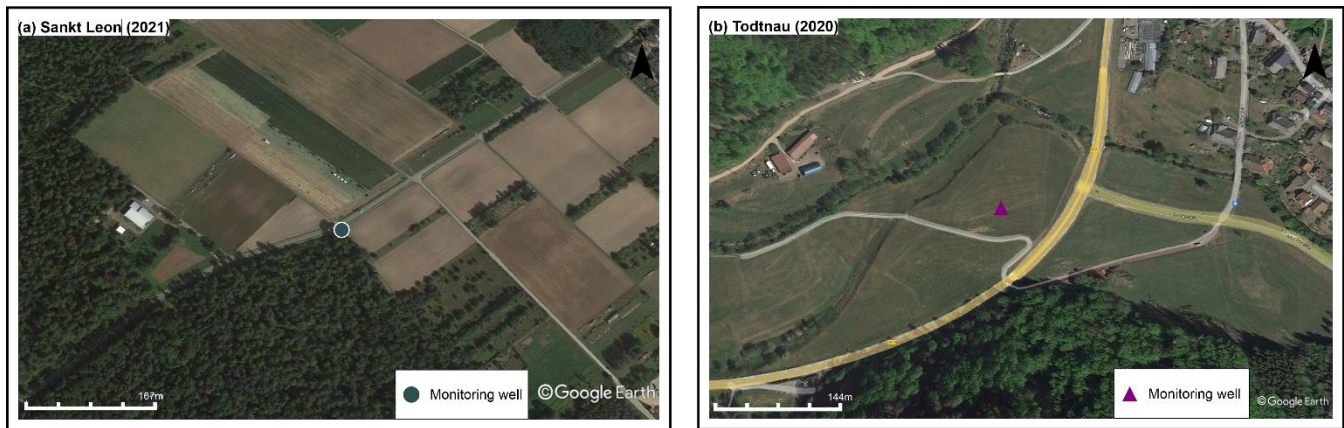 (a) Sankt Leon (2021)
N
167m
Monitoring well
©Google Earth
(b) Todtnau (2020)
N
144m
Monitoring well
©Google Earth